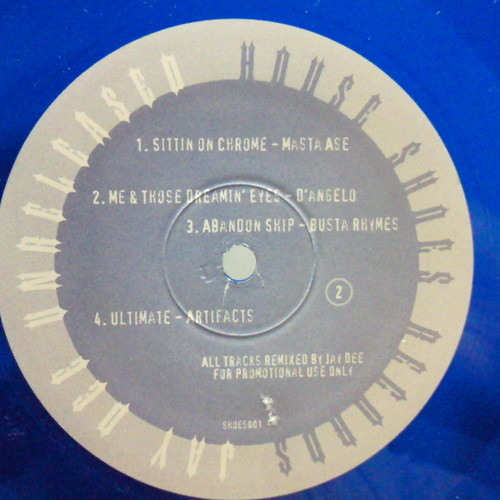 HOUSE SHOES RECORDS
JAY DEE UNRELEASED
1. SITTIN ON CHROME - MASTA ASE
2. ME & THOSE DREAMIN' EYES - D'ANGELO
3. ABANDON SHIP - BUSTA RHYMES
2
4. ULTIMATE - ARTIFACTS
ALL TRACKS REMIXED BY JAY DEE
FOR PROMOTIONAL USE ONLY
SHOES001